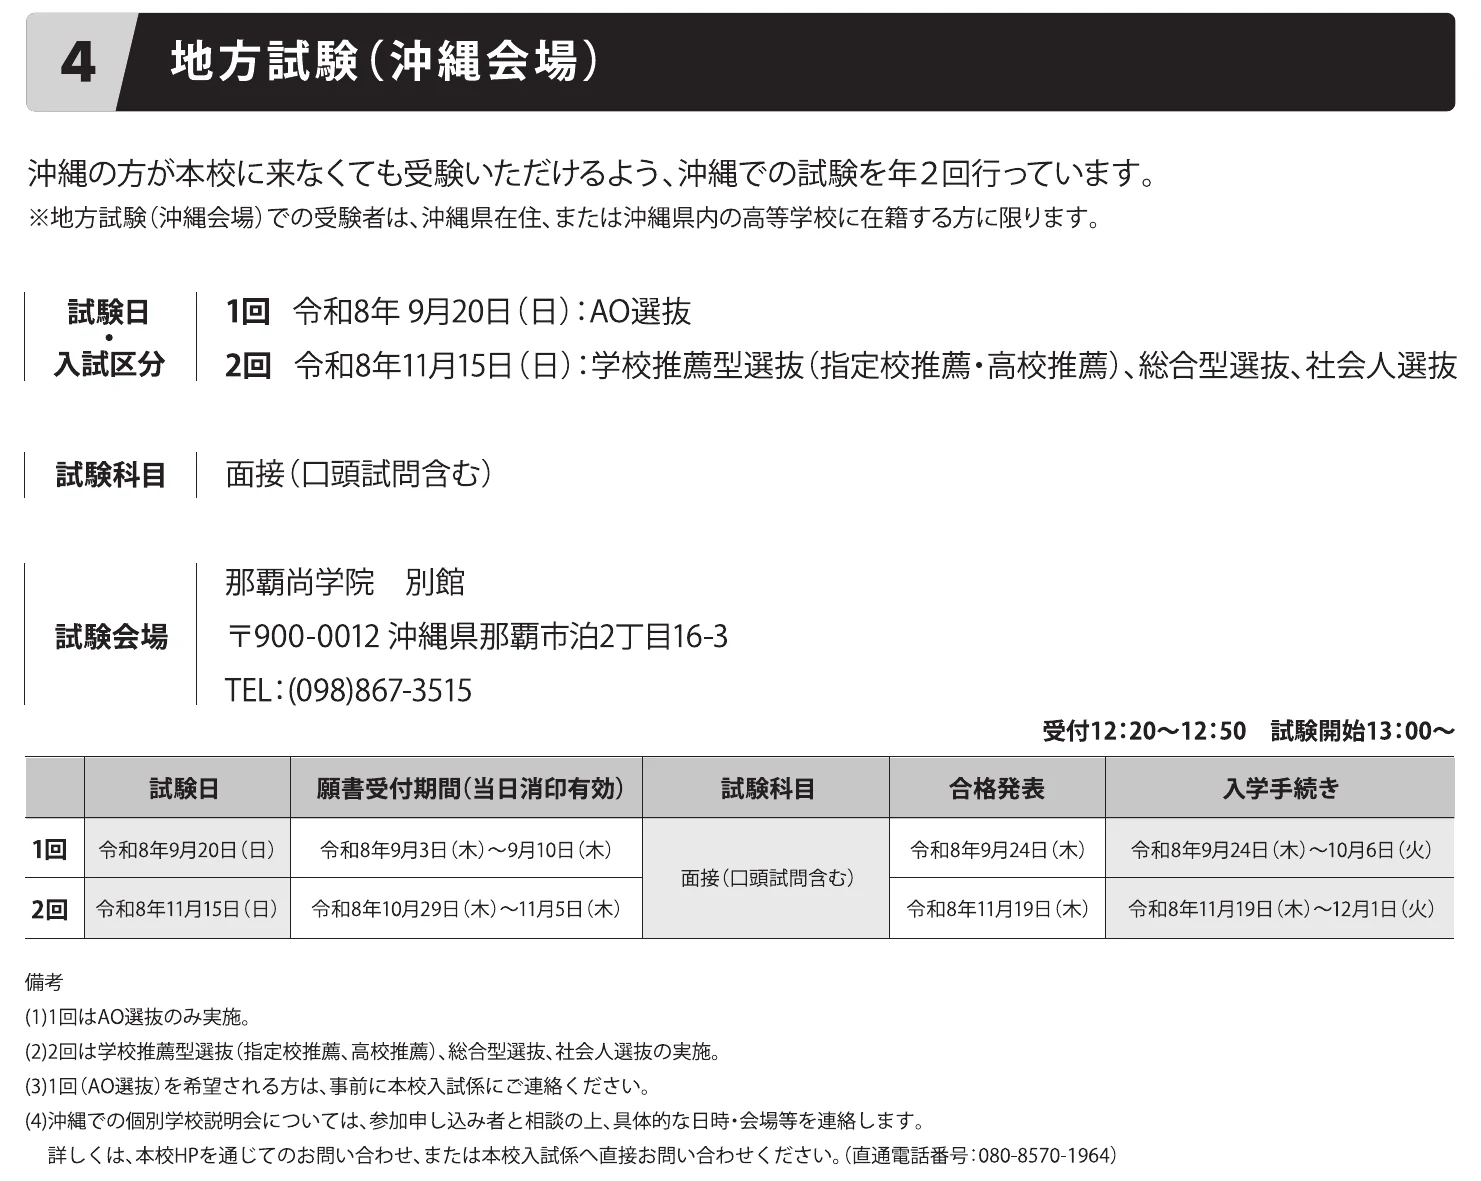 4 地方試験（沖縄会場）
沖縄の方が本校に来なくても受験いただけるよう、沖縄での試験を年２回行っています。
※地方試験（沖縄会場）での受験者は、沖縄県在住、または沖縄県内の高等学校に在籍する方に限ります。
試験日・入試区分
1回 令和8年 9月20日（日）：AO選抜
2回 令和8年11月15日（日）：学校推薦型選抜（指定校推薦・高校推薦）、総合型選抜、社会人選抜
試験科目 面接（口頭試問含む）
試験会場
那覇尚学院　別館
〒900-0012 沖縄県那覇市泊2丁目16-3
TEL：(098)867-3515
受付12：20〜12：50　試験開始13：00〜
試験日 願書受付期間（当日消印有効） 試験科目 合格発表 入学手続き
1回 令和8年9月20日（日） 令和8年9月3日（木）〜9月10日（木） 面接（口頭試問含む） 令和8年9月24日（木） 令和8年9月24日（木）〜10月6日（火）
2回 令和8年11月15日（日） 令和8年10月29日（木）〜11月5日（木） 令和8年11月19日（木） 令和8年11月19日（木）〜12月1日（火）
備考
(1)1回はAO選抜のみ実施。
(2)2回は学校推薦型選抜（指定校推薦、高校推薦）、総合型選抜、社会人選抜の実施。
(3)1回（AO選抜）を希望される方は、事前に本校入試係にご連絡ください。
(4)沖縄での個別学校説明会については、参加申し込み者と相談の上、具体的な日時・会場等を連絡します。
詳しくは、本校HPを通じてのお問い合わせ、または本校入試係へ直接お問い合わせください。（直通電話番号：080-8570-1964）